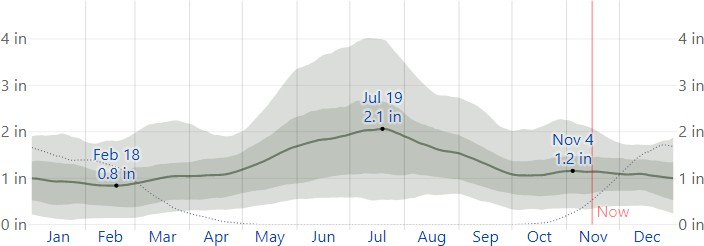 4 in
4 in
3 in
3 in
Jul 19
2.1 in
2 in
2 in
Feb 18
0.8 in
Nov 4
1.2 in
1 in
1 in
Now
0 in
0 in
Jan Feb Mar Apr May Jun Jul Aug Sep Oct Nov Dec